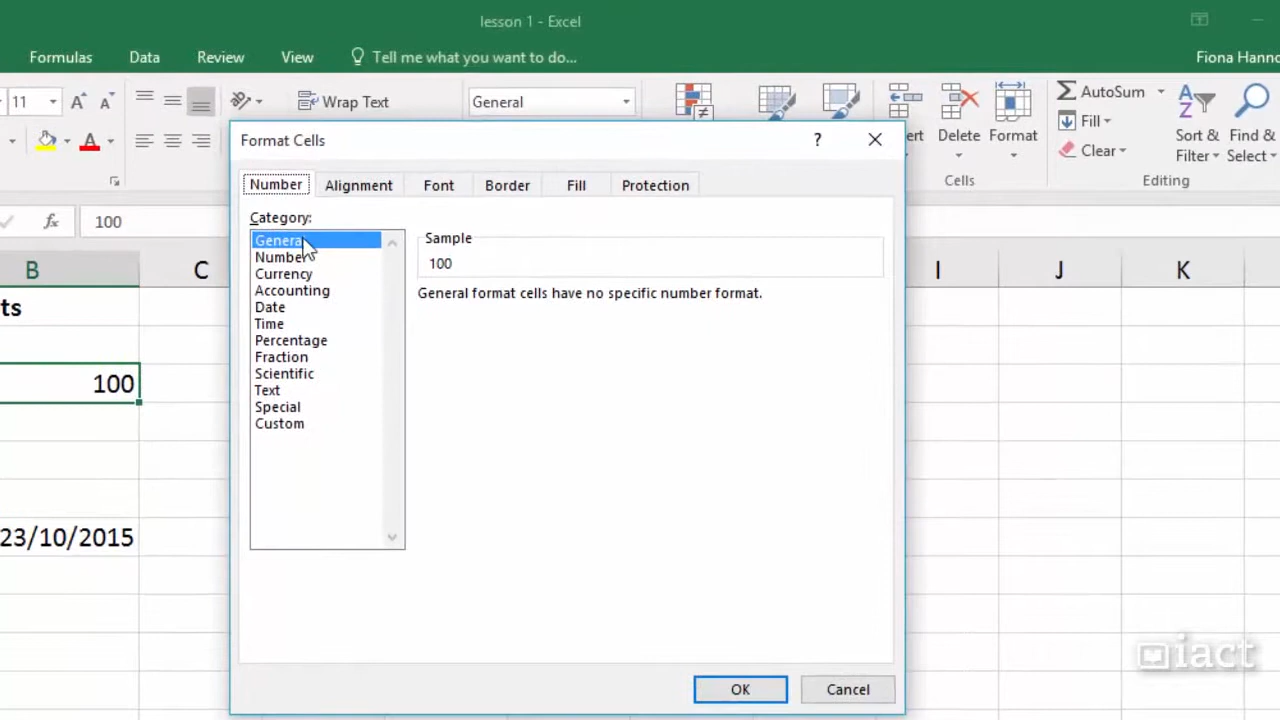 lesson 1 - Excel
Formulas Data Review View Tell me what you want to do...
11 A A Wrap Text General AutoSum
Fill
Clear
Delete Format Sort & Find &
Filter Select
Cells Editing
fx 100
B C I J K
100
23/10/2015
Format Cells ?
Number Alignment Font Border Fill Protection
Category:
General
Number
Currency
Accounting
Date
Time
Percentage
Fraction
Scientific
Text
Special
Custom
Sample
100
General format cells have no specific number format.
OK Cancel
iact